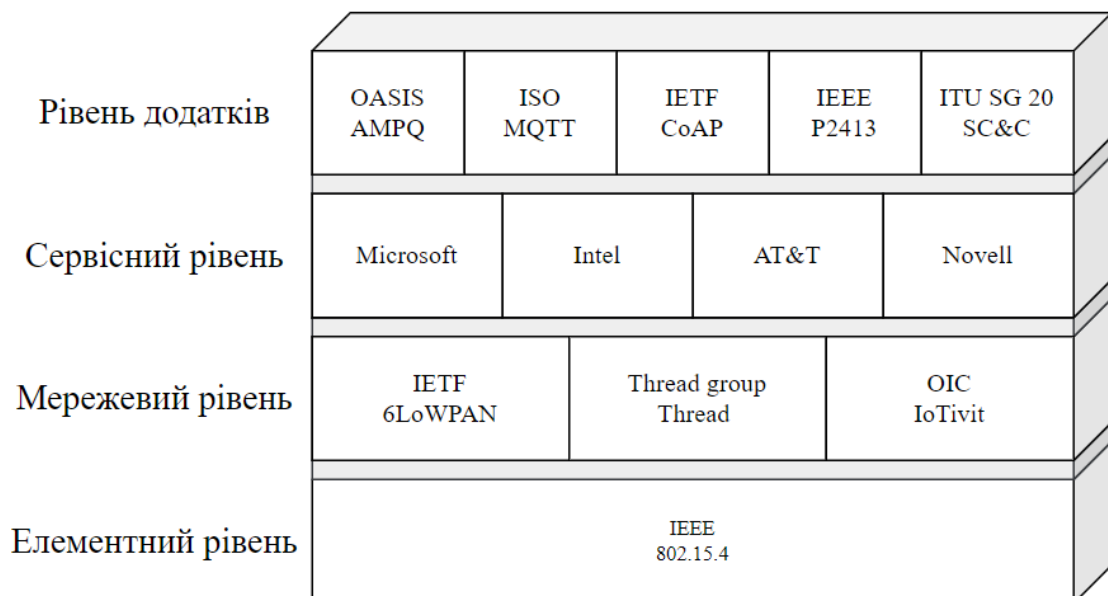 Рівень додатків
OASIS
AMPQ
ISO
MQTT
IETF
CoAP
IEEE
P2413
ITU SG 20
SC&C
Сервісний рівень
Microsoft
Intel
AT&T
Novell
Мережевий рівень
IETF
6LoWPAN
Thread group
Thread
OIC
IoTivit
Елементний рівень
IEEE
802.15.4